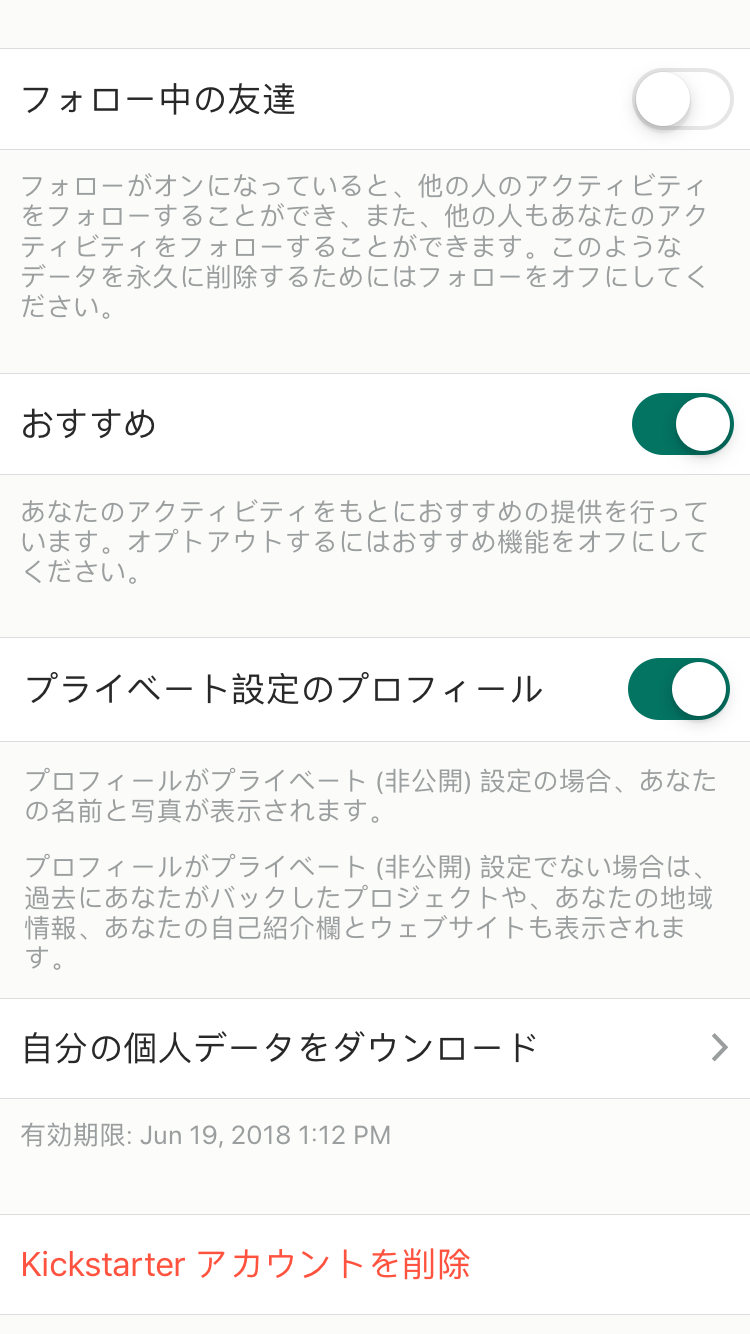 フォロー中の友達
フォローがオンになっていると、他の人のアクティビティ
をフォローすることができ、また、他の人もあなたのアク
ティビティをフォローすることができます。このような
データを永久に削除するためにはフォローをオフにしてく
ださい。
おすすめ
あなたのアクティビティをもとにおすすめの提供を行って
います。オプトアウトするにはおすすめ機能をオフにして
ください。
プライベート設定のプロフィール
プロフィールがプライベート (非公開) 設定の場合、あなた
の名前と写真が表示されます。
プロフィールがプライベート (非公開) 設定でない場合は、
過去にあなたがバックしたプロジェクトや、あなたの地域
情報、あなたの自己紹介欄とウェブサイトも表示されま
す。
自分の個人データをダウンロード
有効期限: Jun 19, 2018 1:12 PM
Kickstarter アカウントを削除